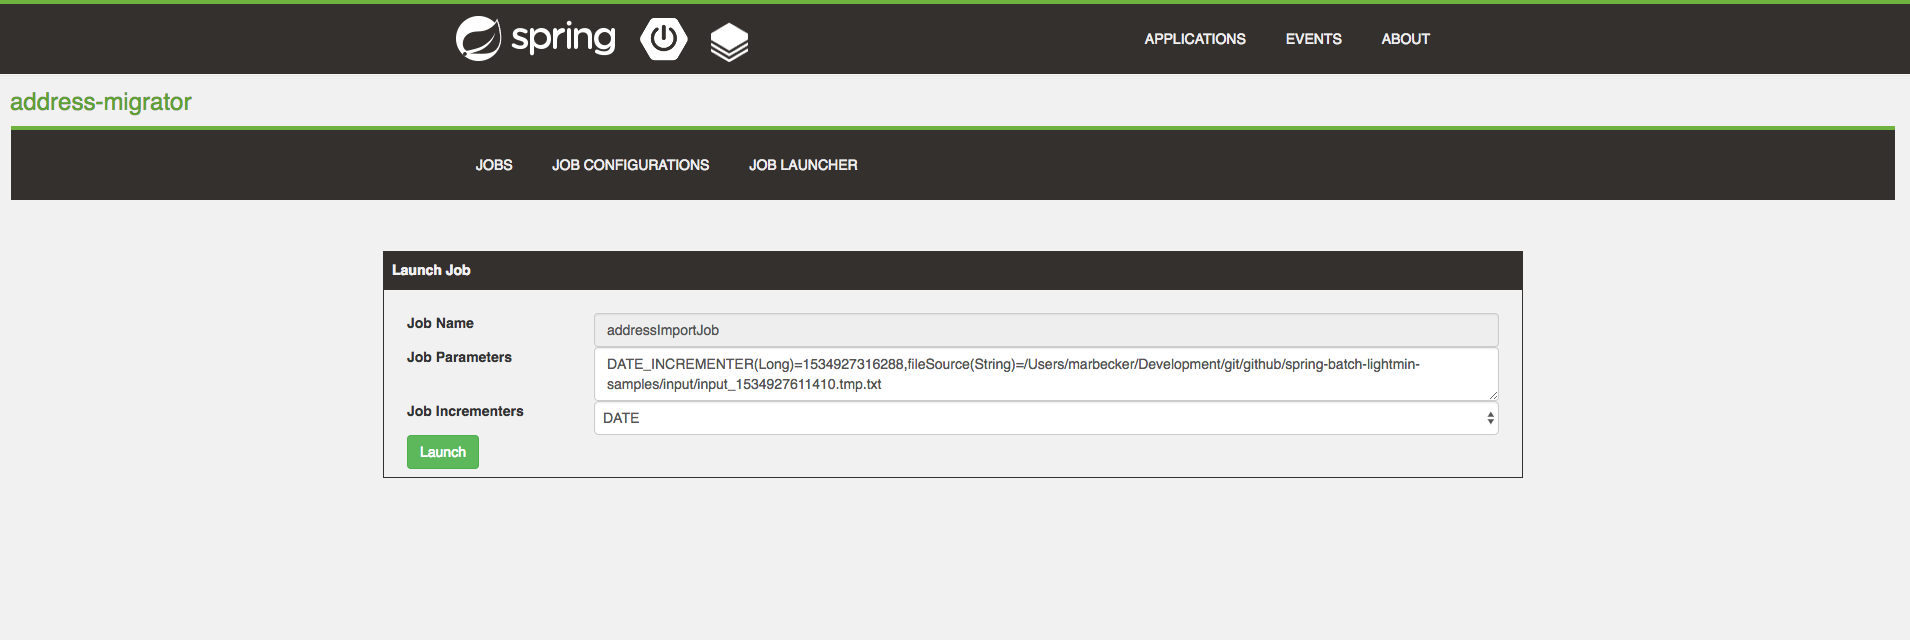 spring
APPLICATIONS EVENTS ABOUT
address-migrator
JOBS JOB CONFIGURATIONS JOB LAUNCHER
Launch Job
Job Name addressImportJob
Job Parameters DATE_INCREMENTER(Long)=1534927316288,fileSource(String)=/Users/marbecker/Development/git/github/spring-batch-lightmin-
samples/input/input_1534927611410.tmp.txt
Job Incrementers DATE
Launch